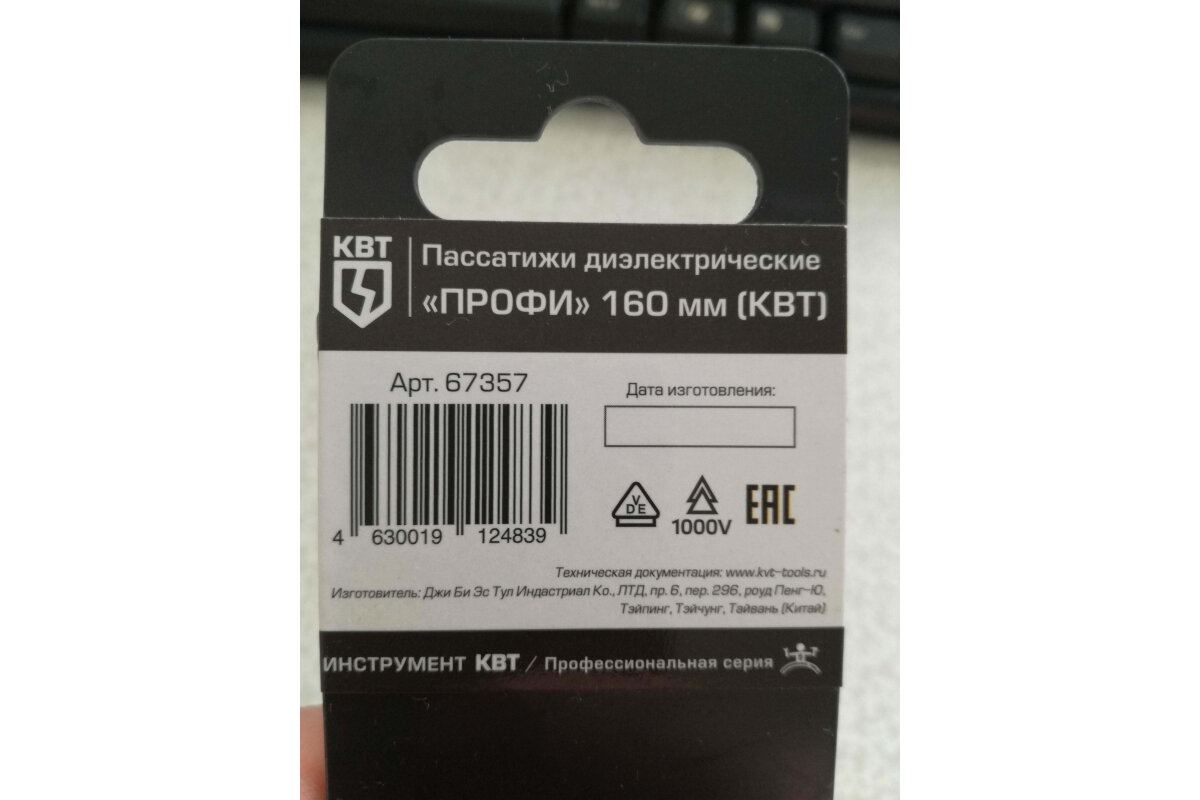 КВТ
Пассатижи диэлектрические
«ПРОФИ» 160 мм (КВТ)
Арт. 67357
Дата изготовления:
VDE
1000V
EAC
4 630019 124839
Техническая документация: www.kvt-tools.ru
Изготовитель: Джи Би Эс Тул Индастриал Ко., ЛТД, пр. 6, пер. 296, роуд Пенг-Ю,
Тэйпинг, Тэйчунг, Тайвань (Китай)
ИНСТРУМЕНТ КВТ / Профессиональная серия